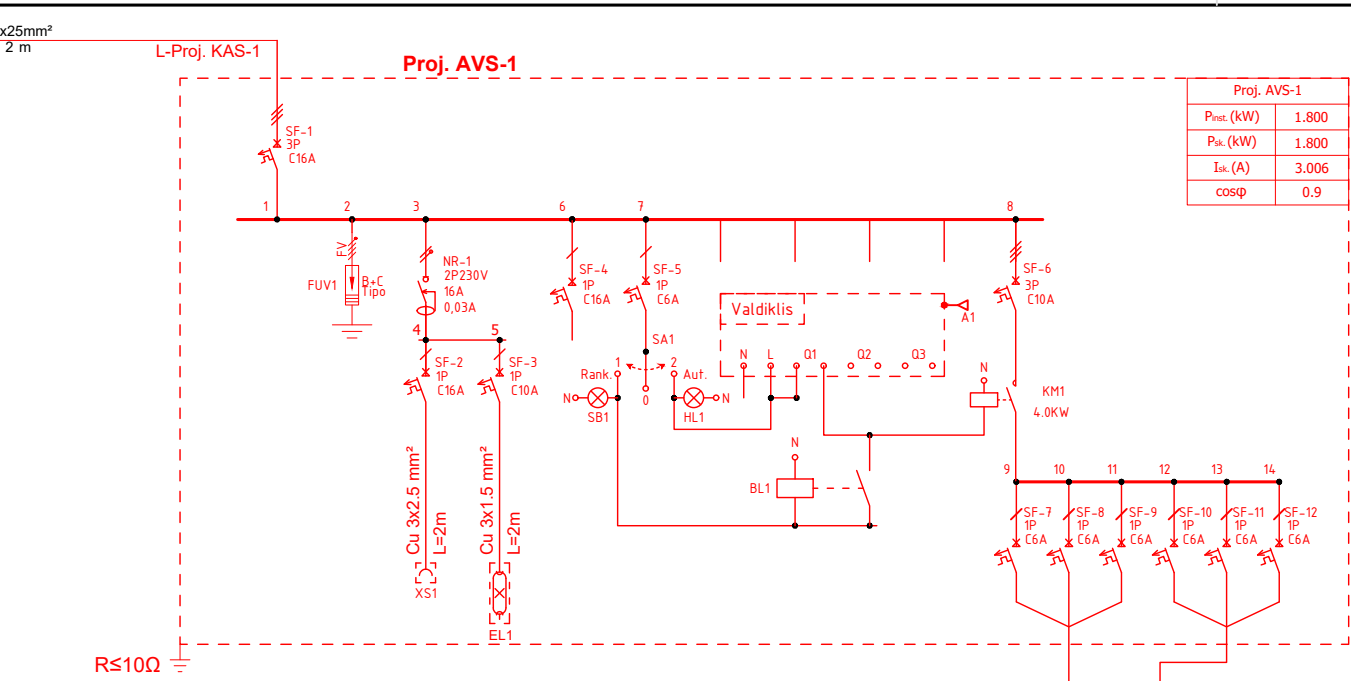 x25mm²
2 m
L-Proj. KAS-1
Proj. AVS-1
Proj. AVS-1
Pinst. (kW) 1.800
Psk. (kW) 1.800
Isk. (A) 3.006
cosφ 0.9
SF-1
3P
C16A
1 2 3 6 7 8
FV
FUV1
B+C
Tipo
NR-1
2P230V
16A
0,03A
SF-4
1P
C16A
SF-5
1P
C6A
SF-6
3P
C10A
Valdiklis
A1
N L Q1 Q2 Q3
4 5
SF-2
1P
C16A
SF-3
1P
C10A
SA1
1 2
Rank. Aut.
0
N
SB1
HL1
N
N
KM1
4.0KW
N
BL1
Cu 3x2.5 mm²
L=2m
Cu 3x1.5 mm²
L=2m
XS1
EL1
9 10 11 12 13 14
SF-7
1P
C6A
SF-8
1P
C6A
SF-9
1P
C6A
SF-10
1P
C6A
SF-11
1P
C6A
SF-12
1P
C6A
R≤10Ω